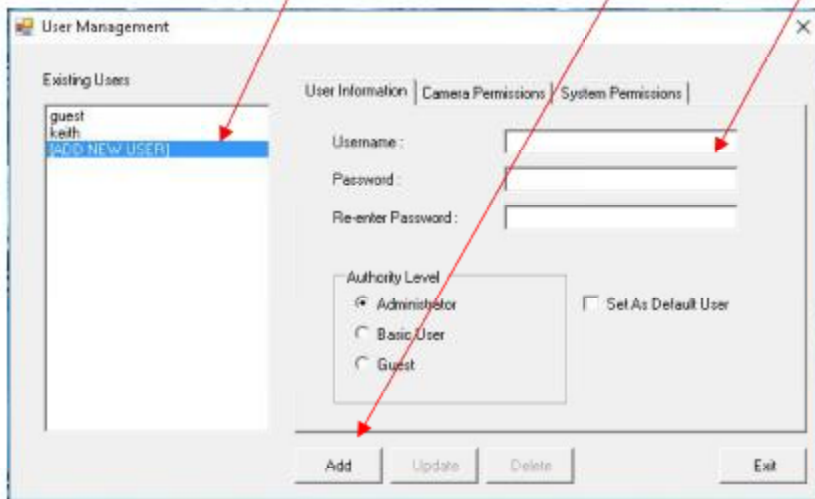 User Management
Existing Users
guest
keith
[ADD NEW USER]
User Information
Camera Permissions
System Permissions
Username :
Password :
Re-enter Password :
Authority Level
Administrator
Basic User
Guest
Set As Default User
Add
Update
Delete
Exit